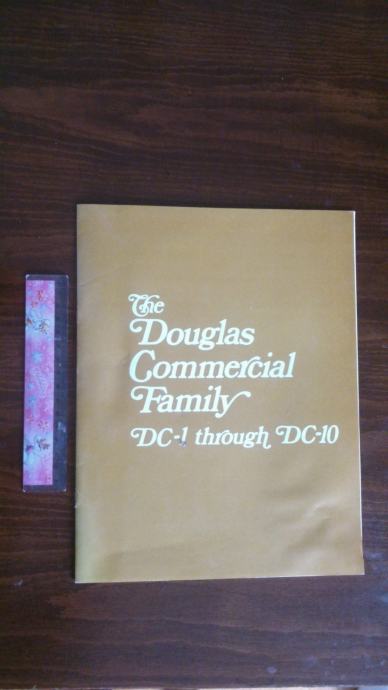 The
Douglas
Commercial
Family
DC-1 through DC-10